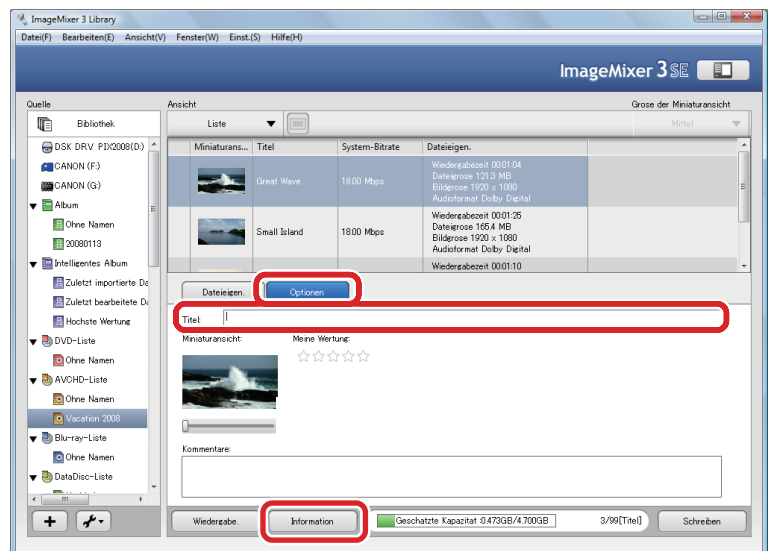 ImageMixer 3 Library
Datei(F) Bearbeiten(E) Ansicht(V) Fenster(W) Einst.(S) Hilfe(H)
ImageMixer 3 SE
Quelle
Bibliothek
DSK DRV PIX2008(D:)
CANON (F:)
CANON (G:)
Album
Ohne Namen
20080113
Intelligentes Album
Zuletzt importierte Da
Zuletzt bearbeitete Da
Hochste Wertung
DVD-Liste
Ohne Namen
AVCHD-Liste
Ohne Namen
Vacation 2008
Blu-ray-Liste
Ohne Namen
DataDisc-Liste
Ansicht
Grose der Miniaturansicht
Liste
Mittel
Miniaturans... Titel System-Bitrate Dateieigen.
Great Wave 18.00 Mbps
Wiedergabezeit 00:01:04
Dateigrose 121.3 MB
Bildgrose 1920 x 1080
Audioformat Dolby Digital
Small Island 18.00 Mbps
Wiedergabezeit 00:01:26
Dateigrose 165.4 MB
Bildgrose 1920 x 1080
Audioformat Dolby Digital
Wiedergabezeit 00:01:10
Dateieigen. Optionen
Titel:
Miniaturansicht: Meine Wertung:
Kommentare:
Wiedergabe. Information Geschatzte Kapazitat :0.473GB/4.700GB 3/99[Titel] Schreiben